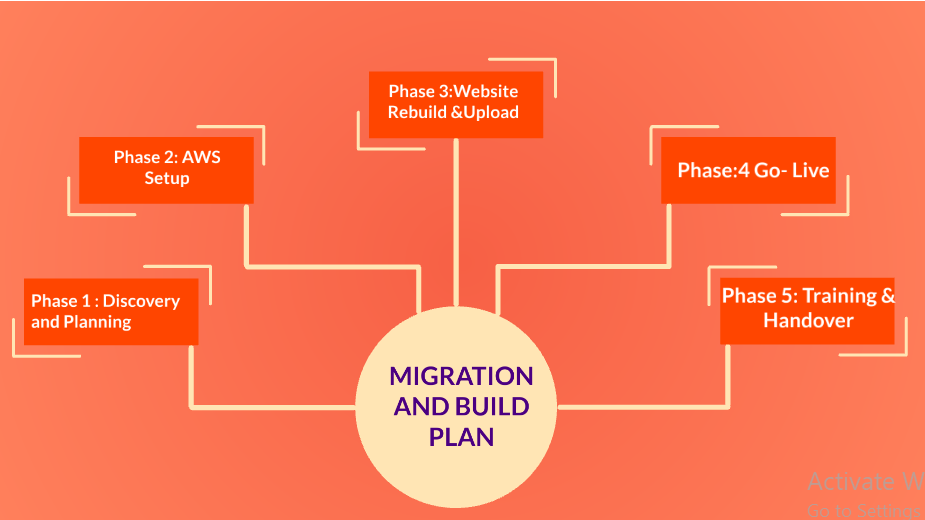 Phase 3:Website
Rebuild &Upload
Phase 2: AWS
Setup
Phase:4 Go- Live
Phase 1 : Discovery
and Planning
Phase 5: Training &
Handover
MIGRATION
AND BUILD
PLAN
Activate W
Go to Settings